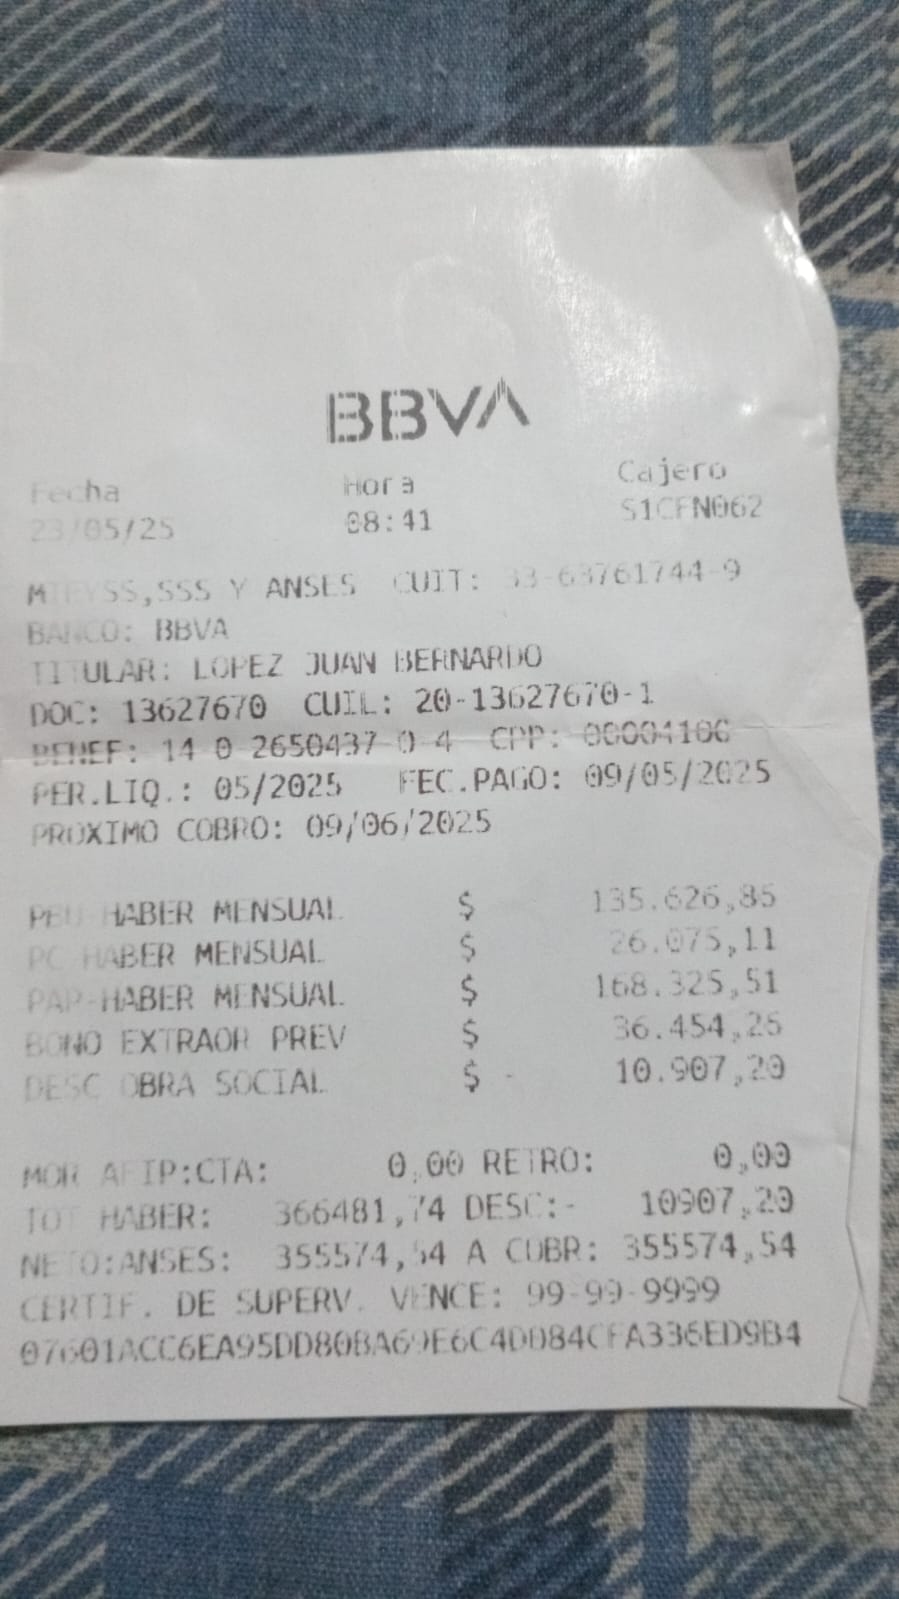 BBVA
Fecha Hora Cajero
23/05/25 08:41 S1CFN062
MTEYSS,SSS Y ANSES CUIT: 33-63761744-9
BANCO: BBVA
TITULAR: LOPEZ JUAN BERNARDO
DOC: 13627670 CUIL: 20-13627670-1
BENEF: 14 0 2650437 0 4 CPP: 00004106
PER.LIQ.: 05/2025 FEC.PAGO: 09/05/2025
PROXIMO COBRO: 09/06/2025
PBU-HABER MENSUAL $ 135.626,86
PC-HABER MENSUAL $ 26.075,11
PAP-HABER MENSUAL $ 168.325,51
BONO EXTRAOR PREV $ 36.454,26
DESC OBRA SOCIAL $ - 10.907,20
MOR AFIP:CTA: 0,00 RETRO: 0,00
TOT HABER: 366481,74 DESC:- 10907,20
NETO:ANSES: 355574,54 A COBR: 355574,54
CERTIF. DE SUPERV. VENCE: 99-99-9999
07601ACC6EA95DD80BA69E6C4DD84CFA336ED9B4